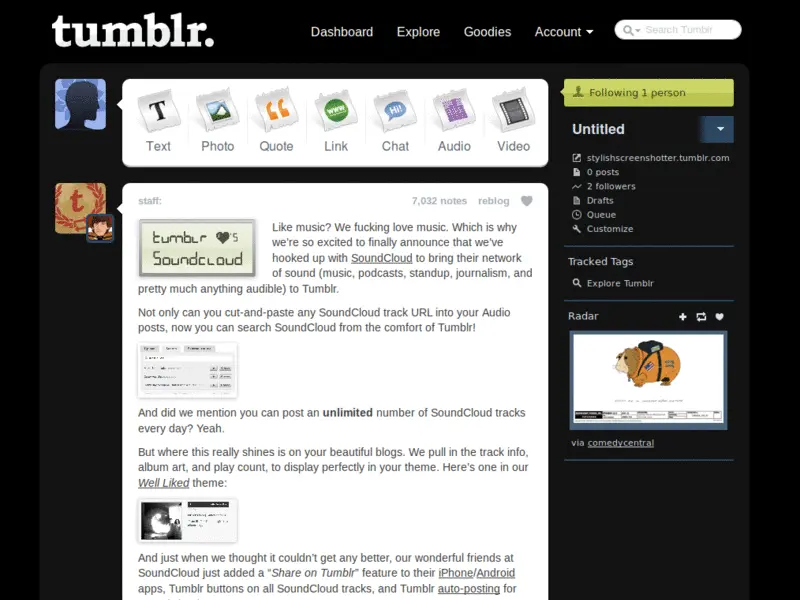 tumblr.
Dashboard Explore Goodies Account Search Tumblr
T www Hi!
Text Photo Quote Link Chat Audio Video
staff: 7,032 notes reblog
tumblr 's
Soundcloud
Like music? We fucking love music. Which is why
we're so excited to finally announce that we've
hooked up with SoundCloud to bring their network
of sound (music, podcasts, standup, journalism, and
pretty much anything audible) to Tumblr.
Not only can you cut-and-paste any SoundCloud track URL into your Audio
posts, now you can search SoundCloud from the comfort of Tumblr!
And did we mention you can post an unlimited number of SoundCloud tracks
every day? Yeah.
But where this really shines is on your beautiful blogs. We pull in the track info,
album art, and play count, to display perfectly in your theme. Here's one in our
Well Liked theme:
And just when we thought it couldn't get any better, our wonderful friends at
SoundCloud just added a “Share on Tumblr” feature to their iPhone/Android
apps, Tumblr buttons on all SoundCloud tracks, and Tumblr auto-posting for
Following 1 person
Untitled
stylishscreenshotter.tumblr.com
0 posts
2 followers
Drafts
Queue
Customize
Tracked Tags
Explore Tumblr
Radar
via comedycentral